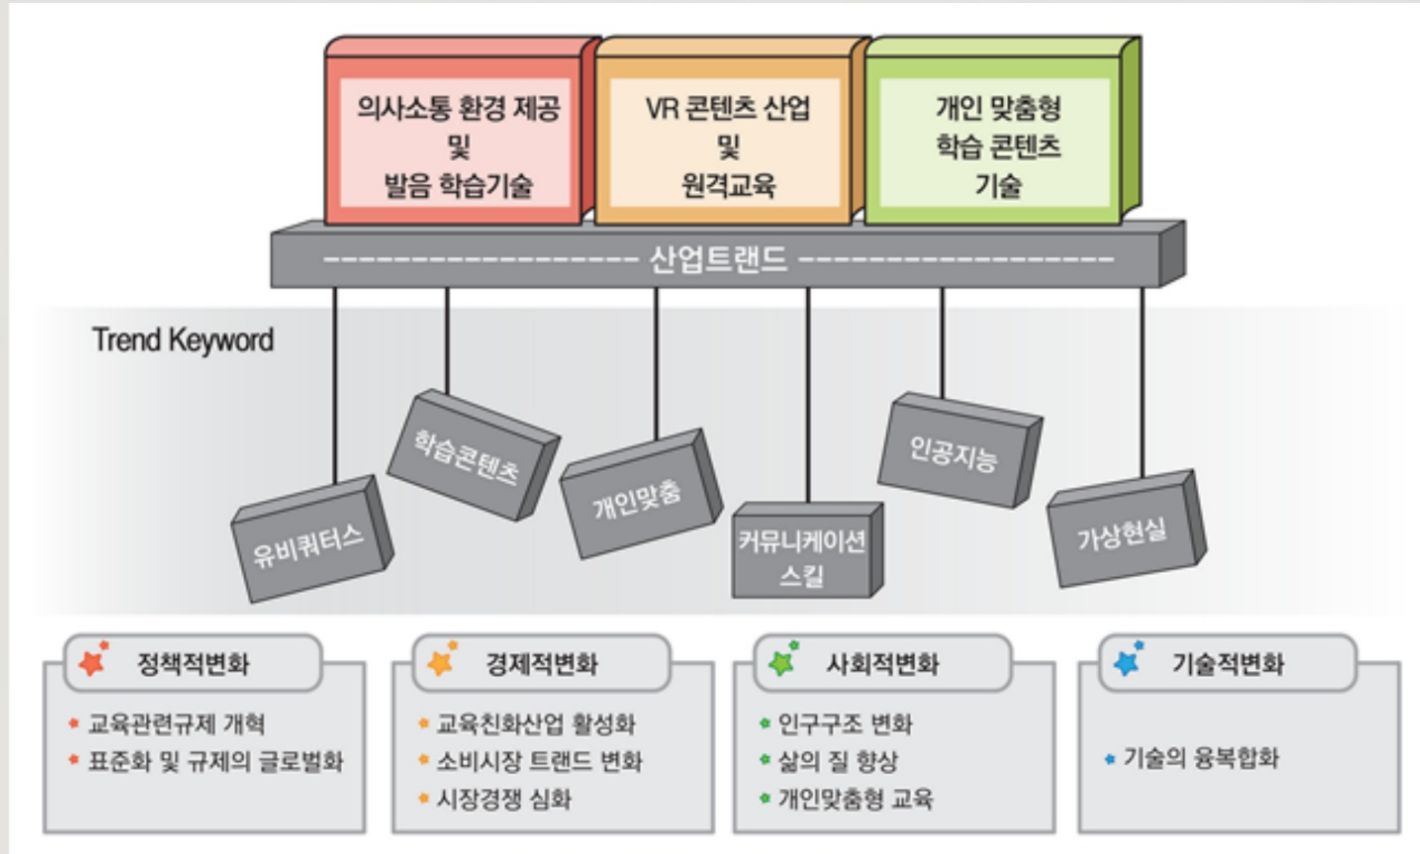 의사소통 환경 제공
및
발음 학습기술
VR 콘텐츠 산업
및
원격교육
개인 맞춤형
학습 콘텐츠
기술
산업트랜드
Trend Keyword
유비쿼터스
학습콘텐츠
개인맞춤
커뮤니케이션
스킬
인공지능
가상현실
정책적변화
교육관련규제 개혁
표준화 및 규제의 글로벌화
경제적변화
교육친화산업 활성화
소비시장 트랜드 변화
시장경쟁 심화
사회적변화
인구구조 변화
삶의 질 향상
개인맞춤형 교육
기술적변화
기술의 융복합화